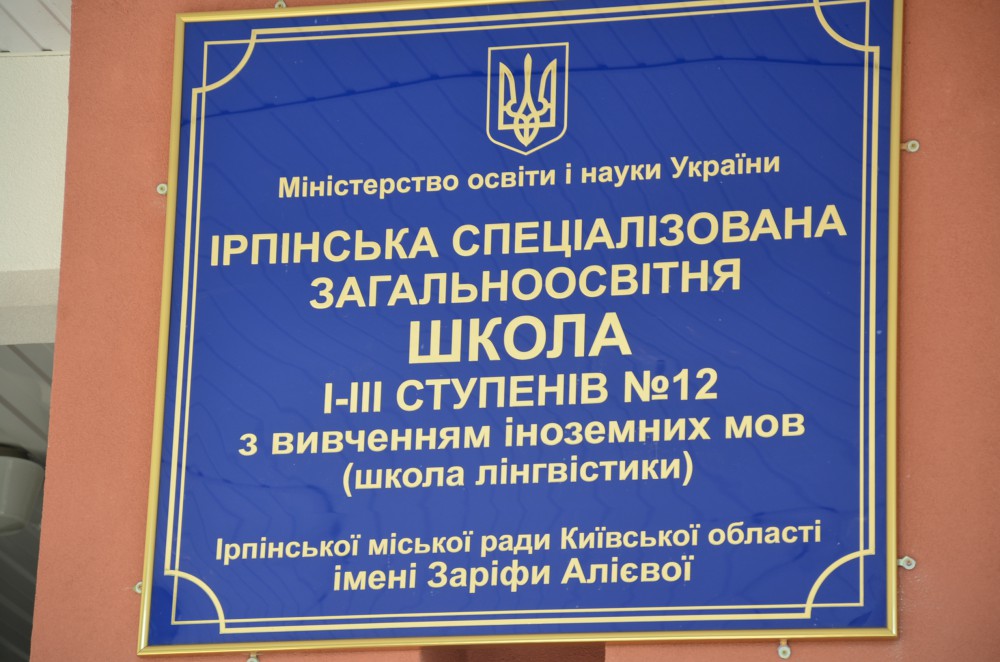 Міністерство освіти і науки України
ІРПІНСЬКА СПЕЦІАЛІЗОВАНА
ЗАГАЛЬНООСВІТНЯ
ШКОЛА
І-ІІІ СТУПЕНІВ №12
з вивченням іноземних мов
(школа лінгвістики)
Ірпінської міської ради Київської області
імені Заріфи Алієвої